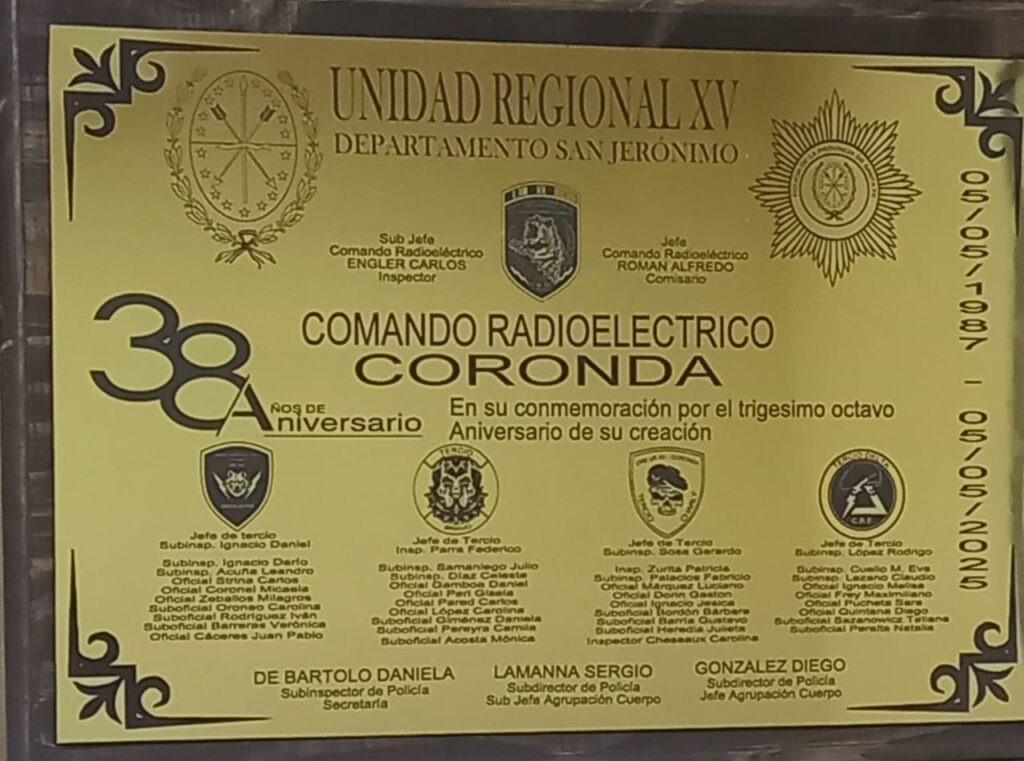 UNIDAD REGIONAL XV
DEPARTAMENTO SAN JERÓNIMO
Sub Jefe
Comando Radioeléctrico
ENGLER CARLOS
Inspector
Jefe
Comando Radioeléctrico
ROMAN ALFREDO
Comisario
05/05/1987 - 05/05/2025
COMANDO RADIOELECTRICO
CORONDA
38 AÑOS DE
Aniversario
En su conmemoración por el trigesimo octavo
Aniversario de su creación
Jefe de tercio
Subinsp. Ignacio Daniel
Subinsp. Ignacio Darío
Subinsp. Acuña Leandro
Oficial Strina Carlos
Oficial Coronel Micaela
Oficial Zeballos Milagros
Suboficial Oronao Carolina
Suboficial Rodríguez Iván
Suboficial Barreras Verónica
Oficial Cáceres Juan Pablo
TERCIO
BRAVO
Jefe de Tercio
Insp. Parra Federico
Subinsp. Samaniego Julio
Subinsp. Díaz Celeste
Oficial Gamboa Daniel
Oficial Peri Gisela
Oficial Pared Carlos
Oficial López Carolina
Suboficial Giménez Daniela
Suboficial Pereyra Camila
Suboficial Acosta Mónica
TERCIO CHARLY
Jefe de Tercio
Subinsp. Sosa Gerardo
Insp. Zurita Patricia
Subinsp. Palacios Fabricio
Oficial Márquez Luciano
Oficial Dorin Gaston
Oficial Ignacio Jesica
Suboficial Bordón Bárbara
Suboficial Barria Gustavo
Suboficial Heredia Julieta
Inspector Cheseaux Carolina
TERCIO DELTA
C.R.E.
Jefe de Tercio
Subinsp. López Rodrigo
Subinsp. Cuello M. Eva
Subinsp. Lezano Claudio
Oficial Ignacio Melisa
Oficial Frey Maximiliano
Oficial Pucheta Sara
Oficial Quintana Diego
Suboficial Bazanowicz Tatiana
Suboficial Peralta Natalia
DE BARTOLO DANIELA
Subinspector de Policía
Secretaría
LAMANNA SERGIO
Subdirector de Policía
Sub Jefe Agrupación Cuerpo
GONZALEZ DIEGO
Subdirector de Policía
Jefe Agrupación Cuerpo